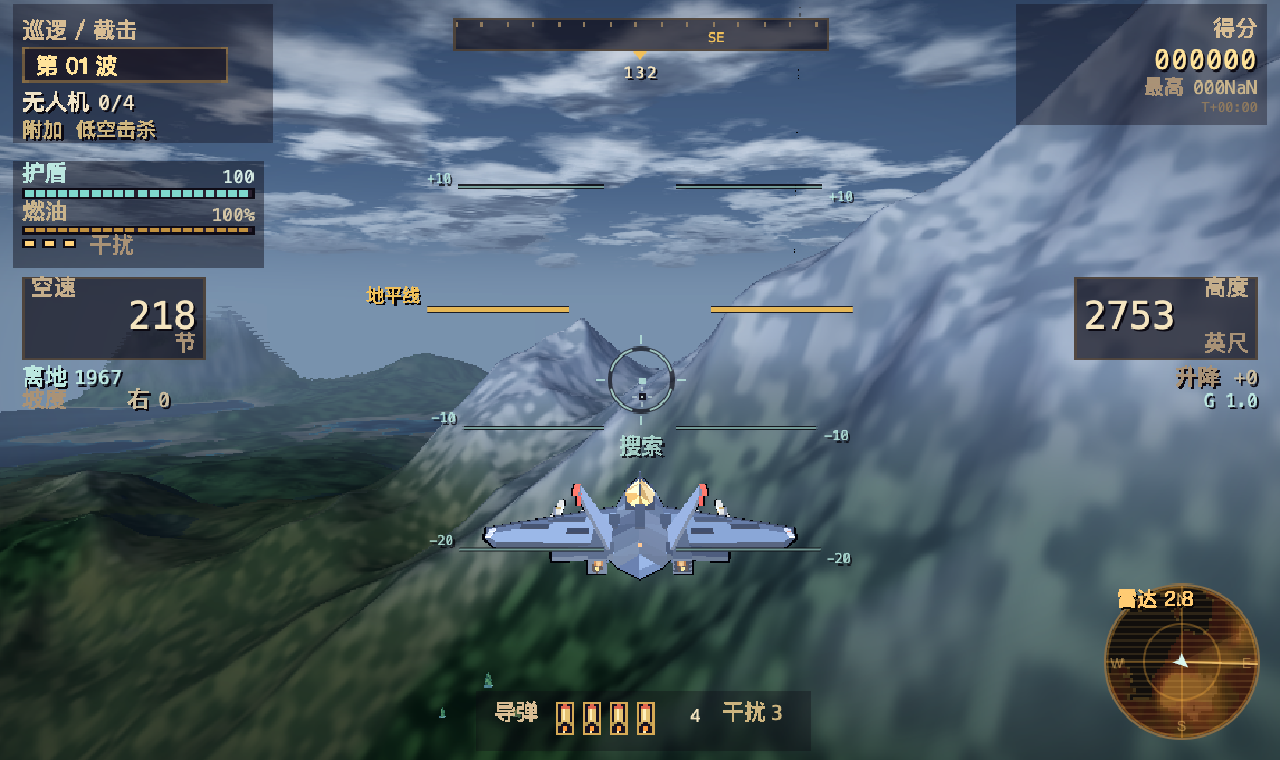 巡逻 / 截击
第 01 波
无人机 0/4
附加 低空击杀
护盾 100
燃油 100%
干扰
空速
218
节
离地 1967
坡度 右 0
SE
132
+10 +10
地平线
-10 -10
搜索
-20 -20
得分
000000
最高 000NaN
T+00:00
高度
2753
英尺
升降 +0
G 1.0
雷达 2.8
W E
S
导弹 4 干扰 3